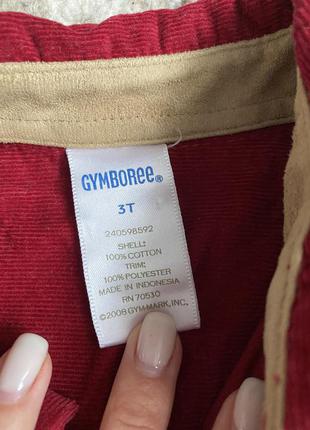 GYMBOREE®
3T
240598592
SHELL:
100% COTTON
TRIM:
100% POLYESTER
MADE IN INDONESIA
RN 70530
©2008 GYM-MARK, INC.